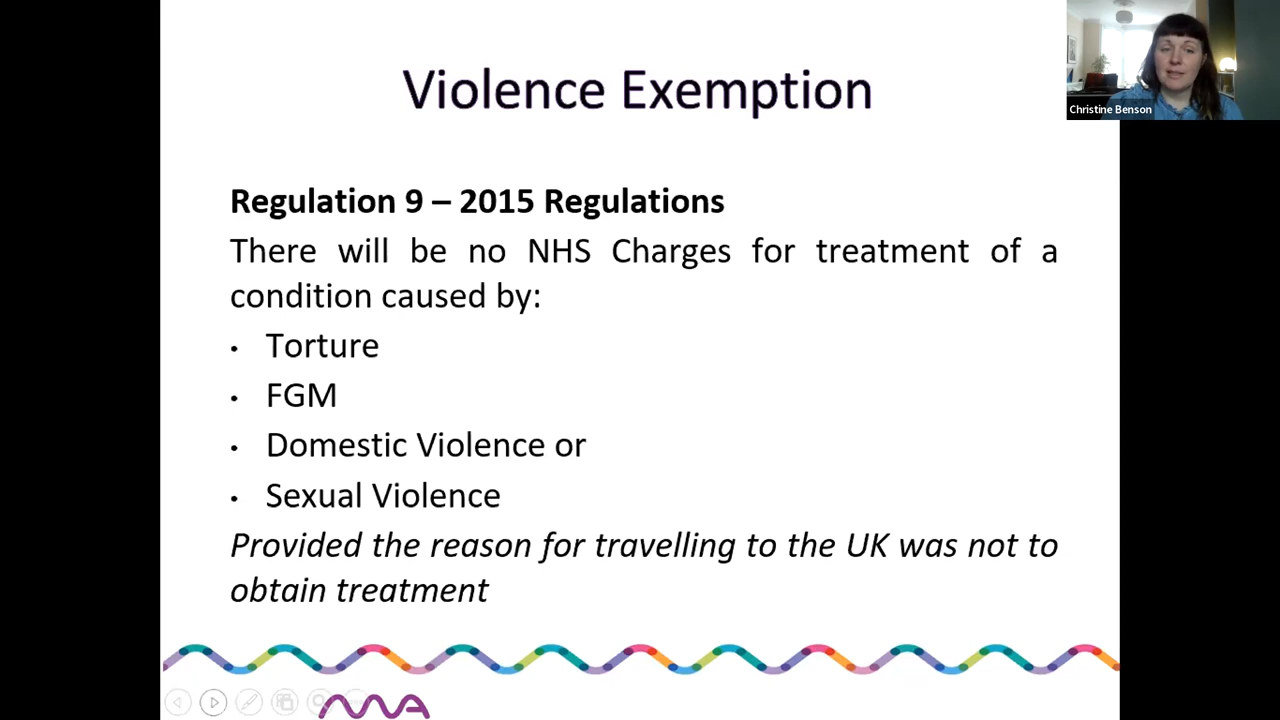 Violence Exemption
Christine Benson
Regulation 9 – 2015 Regulations
There will be no NHS Charges for treatment of a
condition caused by:
• Torture
• FGM
• Domestic Violence or
• Sexual Violence
Provided the reason for travelling to the UK was not to
obtain treatment